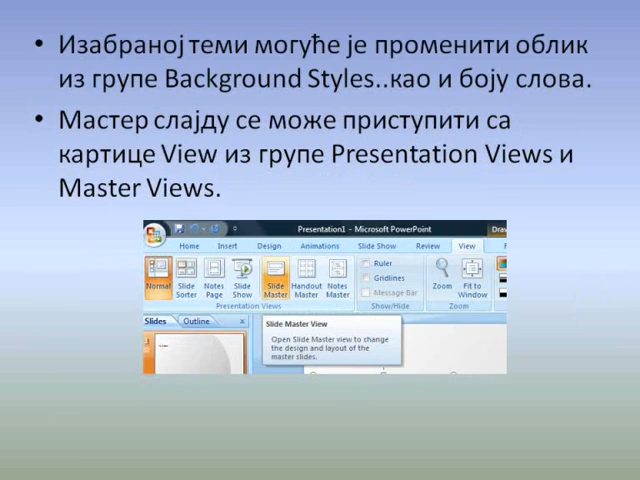 • Изабраној теми могуће је променити облик
из групе Background Styles..као и боју слова.
• Мастер слајду се може приступити са
картице View из групе Presentation Views и
Master Views.
Presentation1 - Microsoft PowerPoint
Home Insert Design Animations Slide Show Review View
Normal Slide Sorter Notes Page Slide Show Slide Master Handout Master Notes Master
Ruler
Gridlines
Message Bar
Zoom Fit to Window
Presentation Views Show/Hide Zoom
Slides Outline
Slide Master View
Open Slide Master view to change
the design and layout of the
master slides.